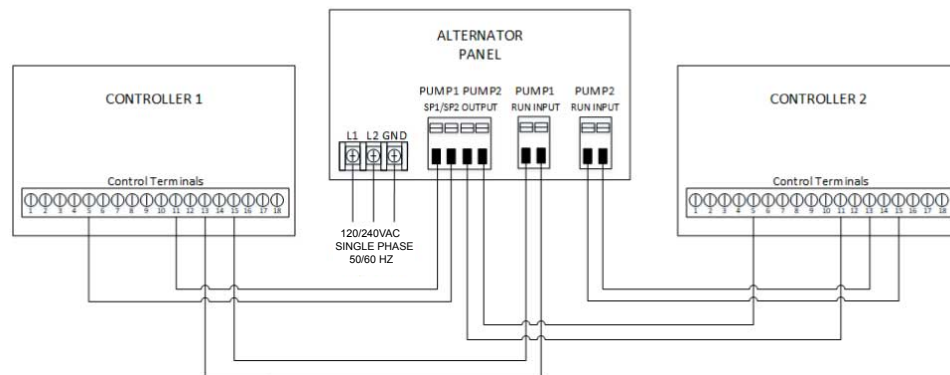 ALTERNATOR
PANEL
CONTROLLER 1
CONTROLLER 2
PUMP1 PUMP2 PUMP1 PUMP2
SP1/SP2 OUTPUT RUN INPUT RUN INPUT
L1 L2 GND
Control Terminals
1 2 3 4 5 6 7 8 9 10 11 12 13 14 15 16 17 18
Control Terminals
1 2 3 4 5 6 7 8 9 10 11 12 13 14 15 16 17 18
120/240VAC
SINGLE PHASE
50/60 HZ